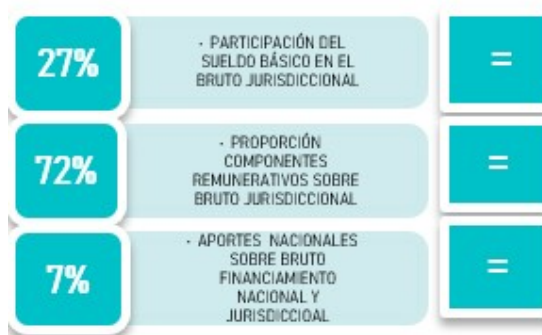 27%
· PARTICIPACIÓN DEL
SUELDO BÁSICO EN EL
BRUTO JURISDICCIONAL
=
72%
· PROPORCIÓN
COMPONENTES
REMUNERATIVOS SOBRE
BRUTO JURISDICCIONAL
=
7%
· APORTES NACIONALES
SOBRE BRUTO
FINANCIAMIENTO
NACIONAL Y
JURISDICCIOAL
=